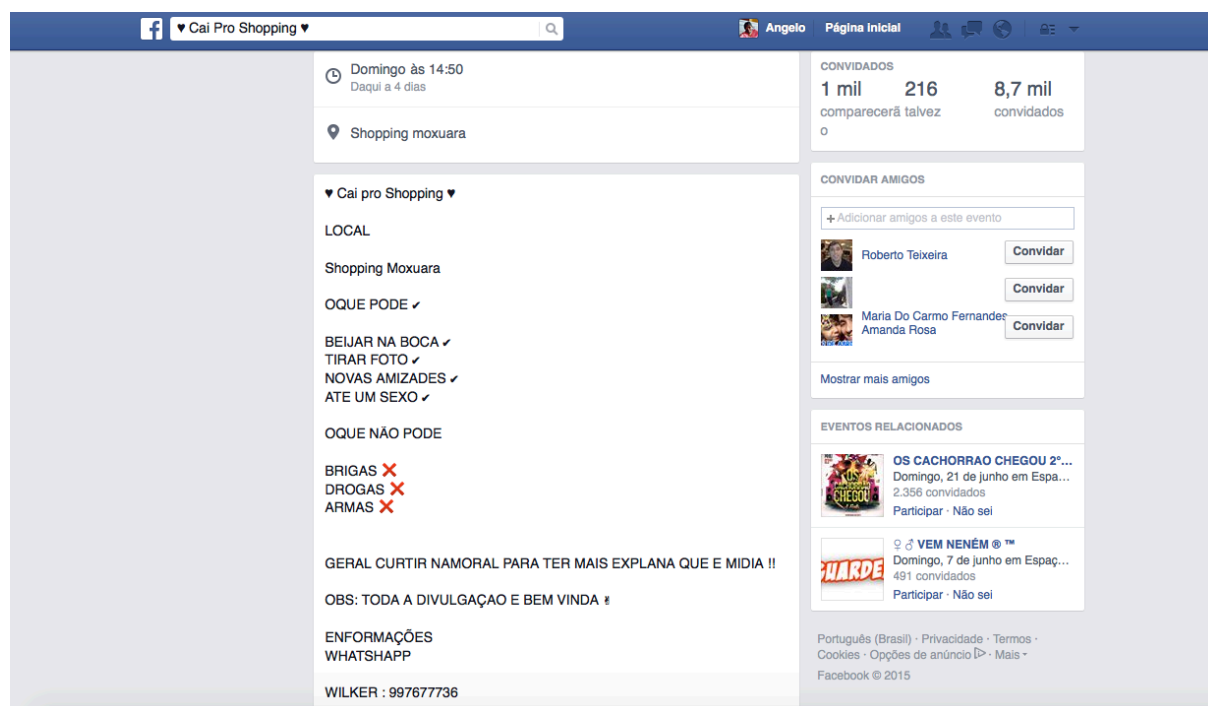 ♥ Cai Pro Shopping ♥
Angelo
Página inicial
Domingo às 14:50
Daqui a 4 dias
Shopping moxuara
♥ Cai pro Shopping ♥
LOCAL
Shopping Moxuara
OQUE PODE ✔
BEIJAR NA BOCA ✔
TIRAR FOTO ✔
NOVAS AMIZADES ✔
ATE UM SEXO ✔
OQUE NÃO PODE
BRIGAS ❌
DROGAS ❌
ARMAS ❌
GERAL CURTIR NAMORAL PARA TER MAIS EXPLANA QUE E MIDIA !!
OBS: TODA A DIVULGAÇAO E BEM VINDA ✌
ENFORMAÇÕES
WHATSHAPP
WILKER : 997677736
CONVIDADOS
1 mil 216 8,7 mil
comparecerã talvez convidados
o
CONVIDAR AMIGOS
+ Adicionar amigos a este evento
Roberto Teixeira Convidar
Convidar
Maria Do Carmo Fernandes
Amanda Rosa Convidar
Mostrar mais amigos
EVENTOS RELACIONADOS
OS CACHORRAO CHEGOU 2º...
Domingo, 21 de junho em Espa...
2.356 convidados
Participar · Não sei
OS
CHEGOU
♀ ♂ VEM NENÉM ® ™
Domingo, 7 de junho em Espaç...
491 convidados
Participar · Não sei
UARDE
Português (Brasil) · Privacidade · Termos ·
Cookies · Opções de anúncio · Mais
Facebook © 2015